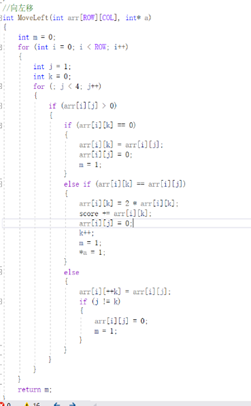 //向左移
int MoveLeft(int arr[ROW][COL], int* a)
{
int m = 0;
for (int i = 0; i < ROW; i++)
{
int j = 1;
int k = 0;
for (; j < 4; j++)
{
if (arr[i][j] > 0)
{
if (arr[i][k] == 0)
{
arr[i][k] = arr[i][j];
arr[i][j] = 0;
m = 1;
}
else if (arr[i][k] == arr[i][j])
{
arr[i][k] = 2 * arr[i][k];
score += arr[i][k];
arr[i][j] = 0;
k++;
m = 1;
*a = 1;
}
else
{
arr[i][++k] = arr[i][j];
if (j != k)
{
arr[i][j] = 0;
m = 1;
}
}
}
}
}
return m;